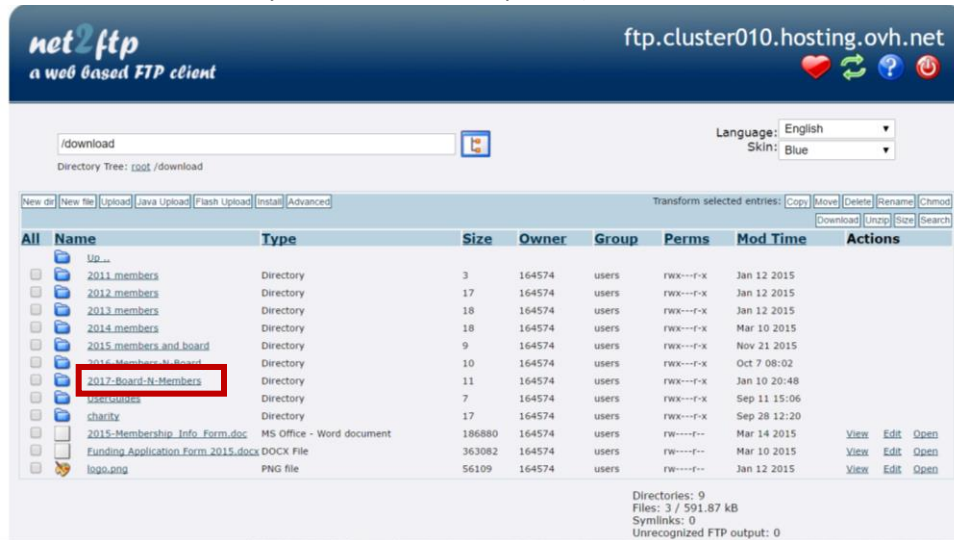 net2ftp
a web based FTP client
ftp.cluster010.hosting.ovh.net
/download
Directory Tree: root /download
Language: English
Skin: Blue
New dir New file Upload Java Upload Flash Upload Install Advanced Transform selected entries: Copy Move Delete Rename Chmod
Download Unzip Size Search
All Name Type Size Owner Group Perms Mod Time Actions
Up ..
2011 members Directory 3 164574 users rwx---r-x Jan 12 2015
2012 members Directory 17 164574 users rwx---r-x Jan 12 2015
2013 members Directory 18 164574 users rwx---r-x Jan 12 2015
2014 members Directory 18 164574 users rwx---r-x Mar 10 2015
2015 members and board Directory 9 164574 users rwx---r-x Nov 21 2015
2016-Members-N-Board Directory 10 164574 users rwx---r-x Oct 7 08:02
2017-Board-N-Members Directory 11 164574 users rwx---r-x Jan 10 20:48
UserGuides Directory 7 164574 users rwx---r-x Sep 11 15:06
charity Directory 17 164574 users rwx---r-x Sep 28 12:20
2015-Membership_Info_Form.doc MS Office - Word document 186880 164574 users rw----r-- Mar 14 2015 View Edit Open
Funding Application Form 2015.docx DOCX File 363082 164574 users rw----r-- Mar 10 2015 View Edit Open
logo.png PNG file 56109 164574 users rw----r-- Jan 12 2015 View Edit Open
Directories: 9
Files: 3 / 591.87 kB
Symlinks: 0
Unrecognized FTP output: 0